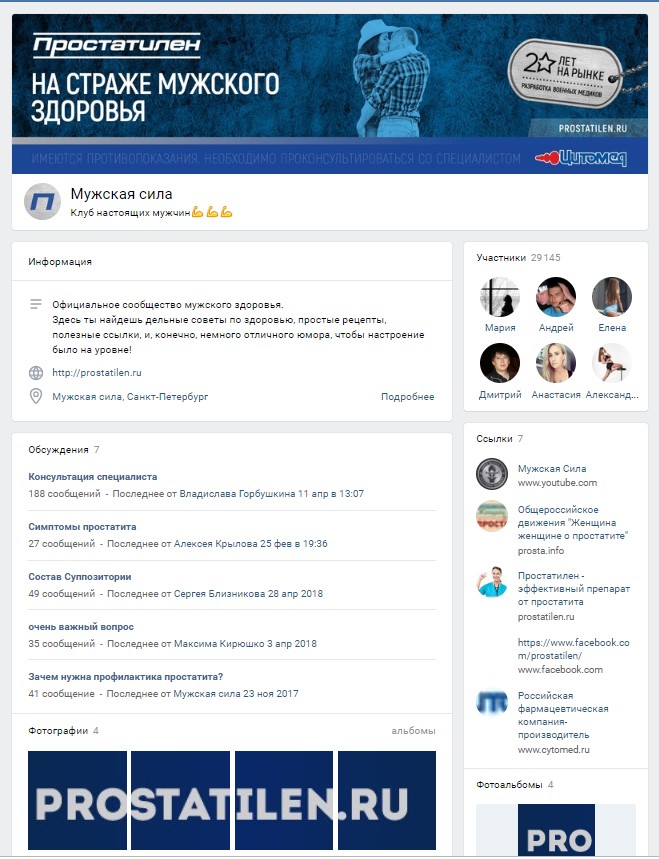 Простатилен
НА СТРАЖЕ МУЖСКОГО
ЗДОРОВЬЯ
20 ЛЕТ
НА РЫНКЕ
РАЗРАБОТКА ВОЕННЫХ МЕДИКОВ
PROSTATILEN.RU
ИМЕЮТСЯ ПРОТИВОПОКАЗАНИЯ. НЕОБХОДИМО ПРОКОНСУЛЬТИРОВАТЬСЯ СО СПЕЦИАЛИСТОМ
Цитомед
П
Мужская сила
Клуб настоящих мужчин💪💪💪
Информация
Официальное сообщество мужского здоровья.
Здесь ты найдешь дельные советы по здоровью, простые рецепты,
полезные ссылки, и, конечно, немного отличного юмора, чтобы настроение
было на уровне!
http://prostatilen.ru
Мужская сила, Санкт-Петербург
Подробнее
Обсуждения 7
Консультация специалиста
188 сообщений - Последнее от Владислава Горбушкина 11 апр в 13:07
Симптомы простатита
27 сообщений - Последнее от Алексея Крылова 25 фев в 19:36
Состав Суппозитории
49 сообщений - Последнее от Сергея Близникова 28 апр 2018
очень важный вопрос
35 сообщений - Последнее от Максима Кирюшко 3 апр 2018
Зачем нужна профилактика простатита?
41 сообщение - Последнее от Мужская сила 23 ноя 2017
Фотографии 4
альбомы
PROSTATILEN.RU
Участники 29 145
Мария
Андрей
Елена
Дмитрий
Анастасия
Александ...
Ссылки 7
Мужская Сила
www.youtube.com
Общероссийское
движения "Женщина
женщине о простатите"
prosta.info
Простатилен -
эффективный препарат
от простатита
prostatilen.ru
https://www.facebook.co
m/prostatilen/
www.facebook.com
Российская
фармацевтическая
компания-
производитель
www.cytomed.ru
Фотоальбомы 4
PRO